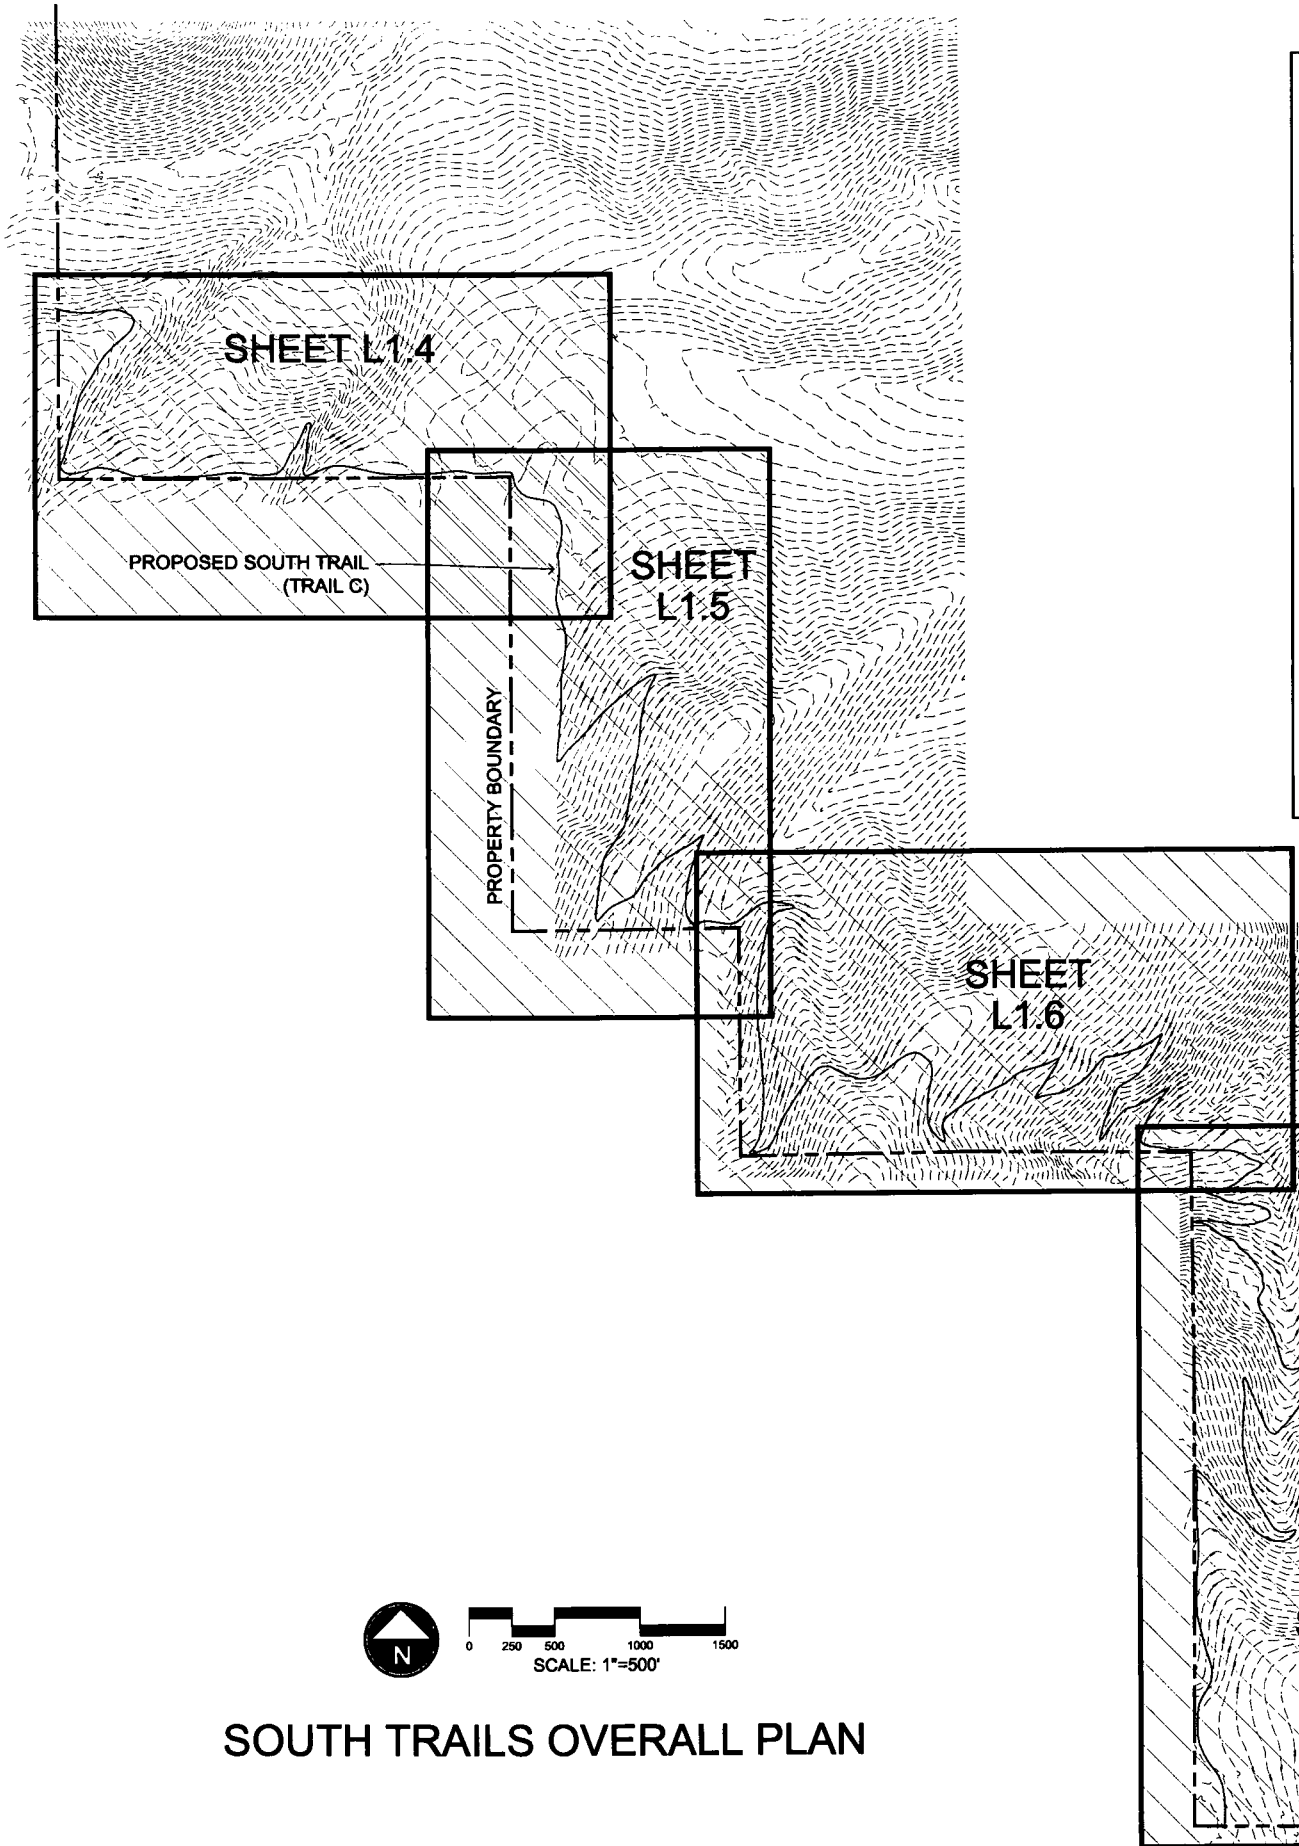 SHEET L1.4
PROPOSED SOUTH TRAIL
(TRAIL C)
SHEET
L1.5
PROPERTY BOUNDARY
SHEET
L1.6
N
0 250 500 1000 1500
SCALE: 1"=500'
SOUTH TRAILS OVERALL PLAN